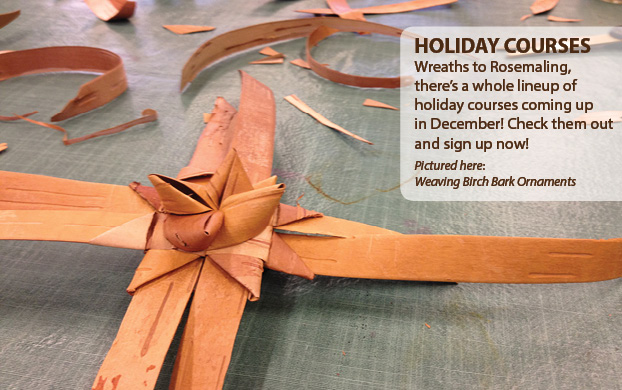 HOLIDAY COURSES
Wreaths to Rosemaling,
there's a whole lineup of
holiday courses coming up
in December! Check them out
and sign up now!
Pictured here:
Weaving Birch Bark Ornaments